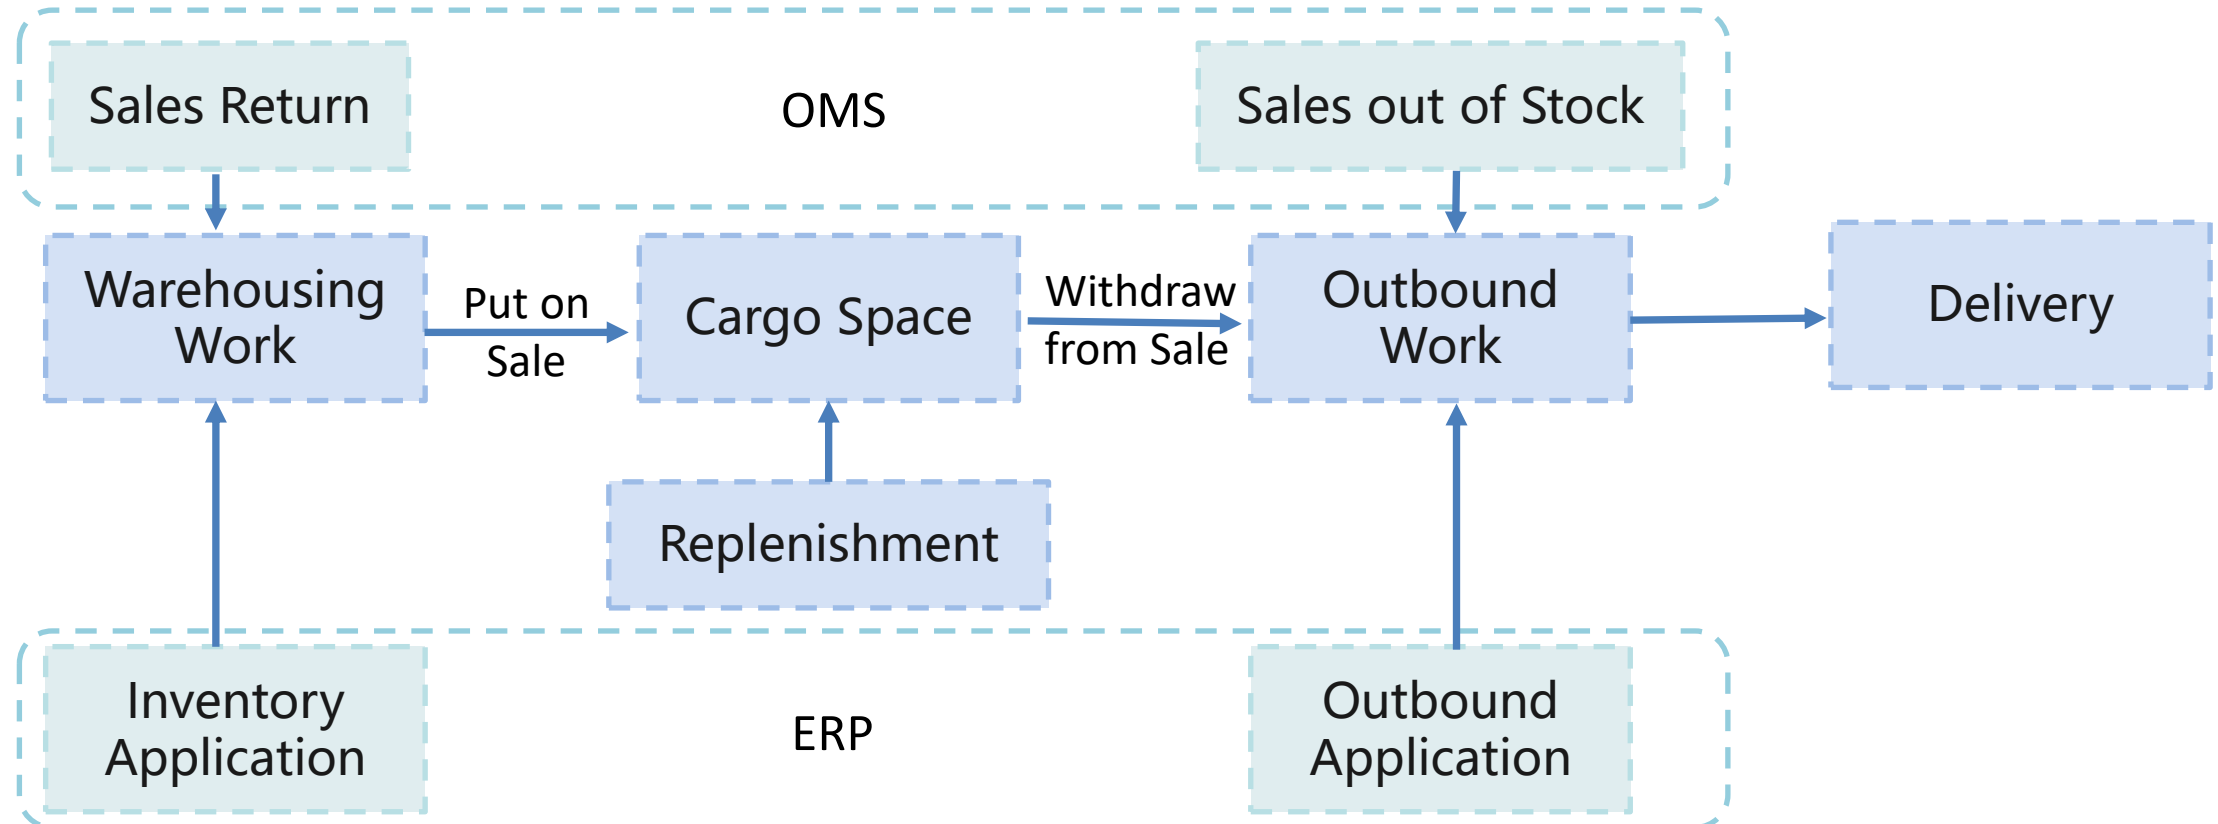 Sales Return
OMS
Sales out of Stock
Warehousing
Work
Put on
Sale
Cargo Space
Withdraw
from Sale
Outbound
Work
Delivery
Replenishment
Inventory
Application
ERP
Outbound
Application